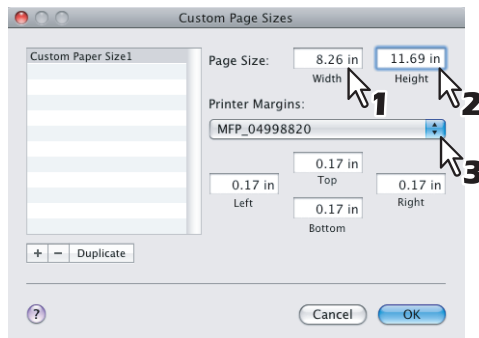 Custom Page Sizes
Custom Paper Size1
Page Size:
8.26 in
11.69 in
Width
Height
1
2
Printer Margins:
MFP_04998820
3
0.17 in
Top
0.17 in
0.17 in
Left
Right
0.17 in
Bottom
+ − Duplicate
?
Cancel
OK